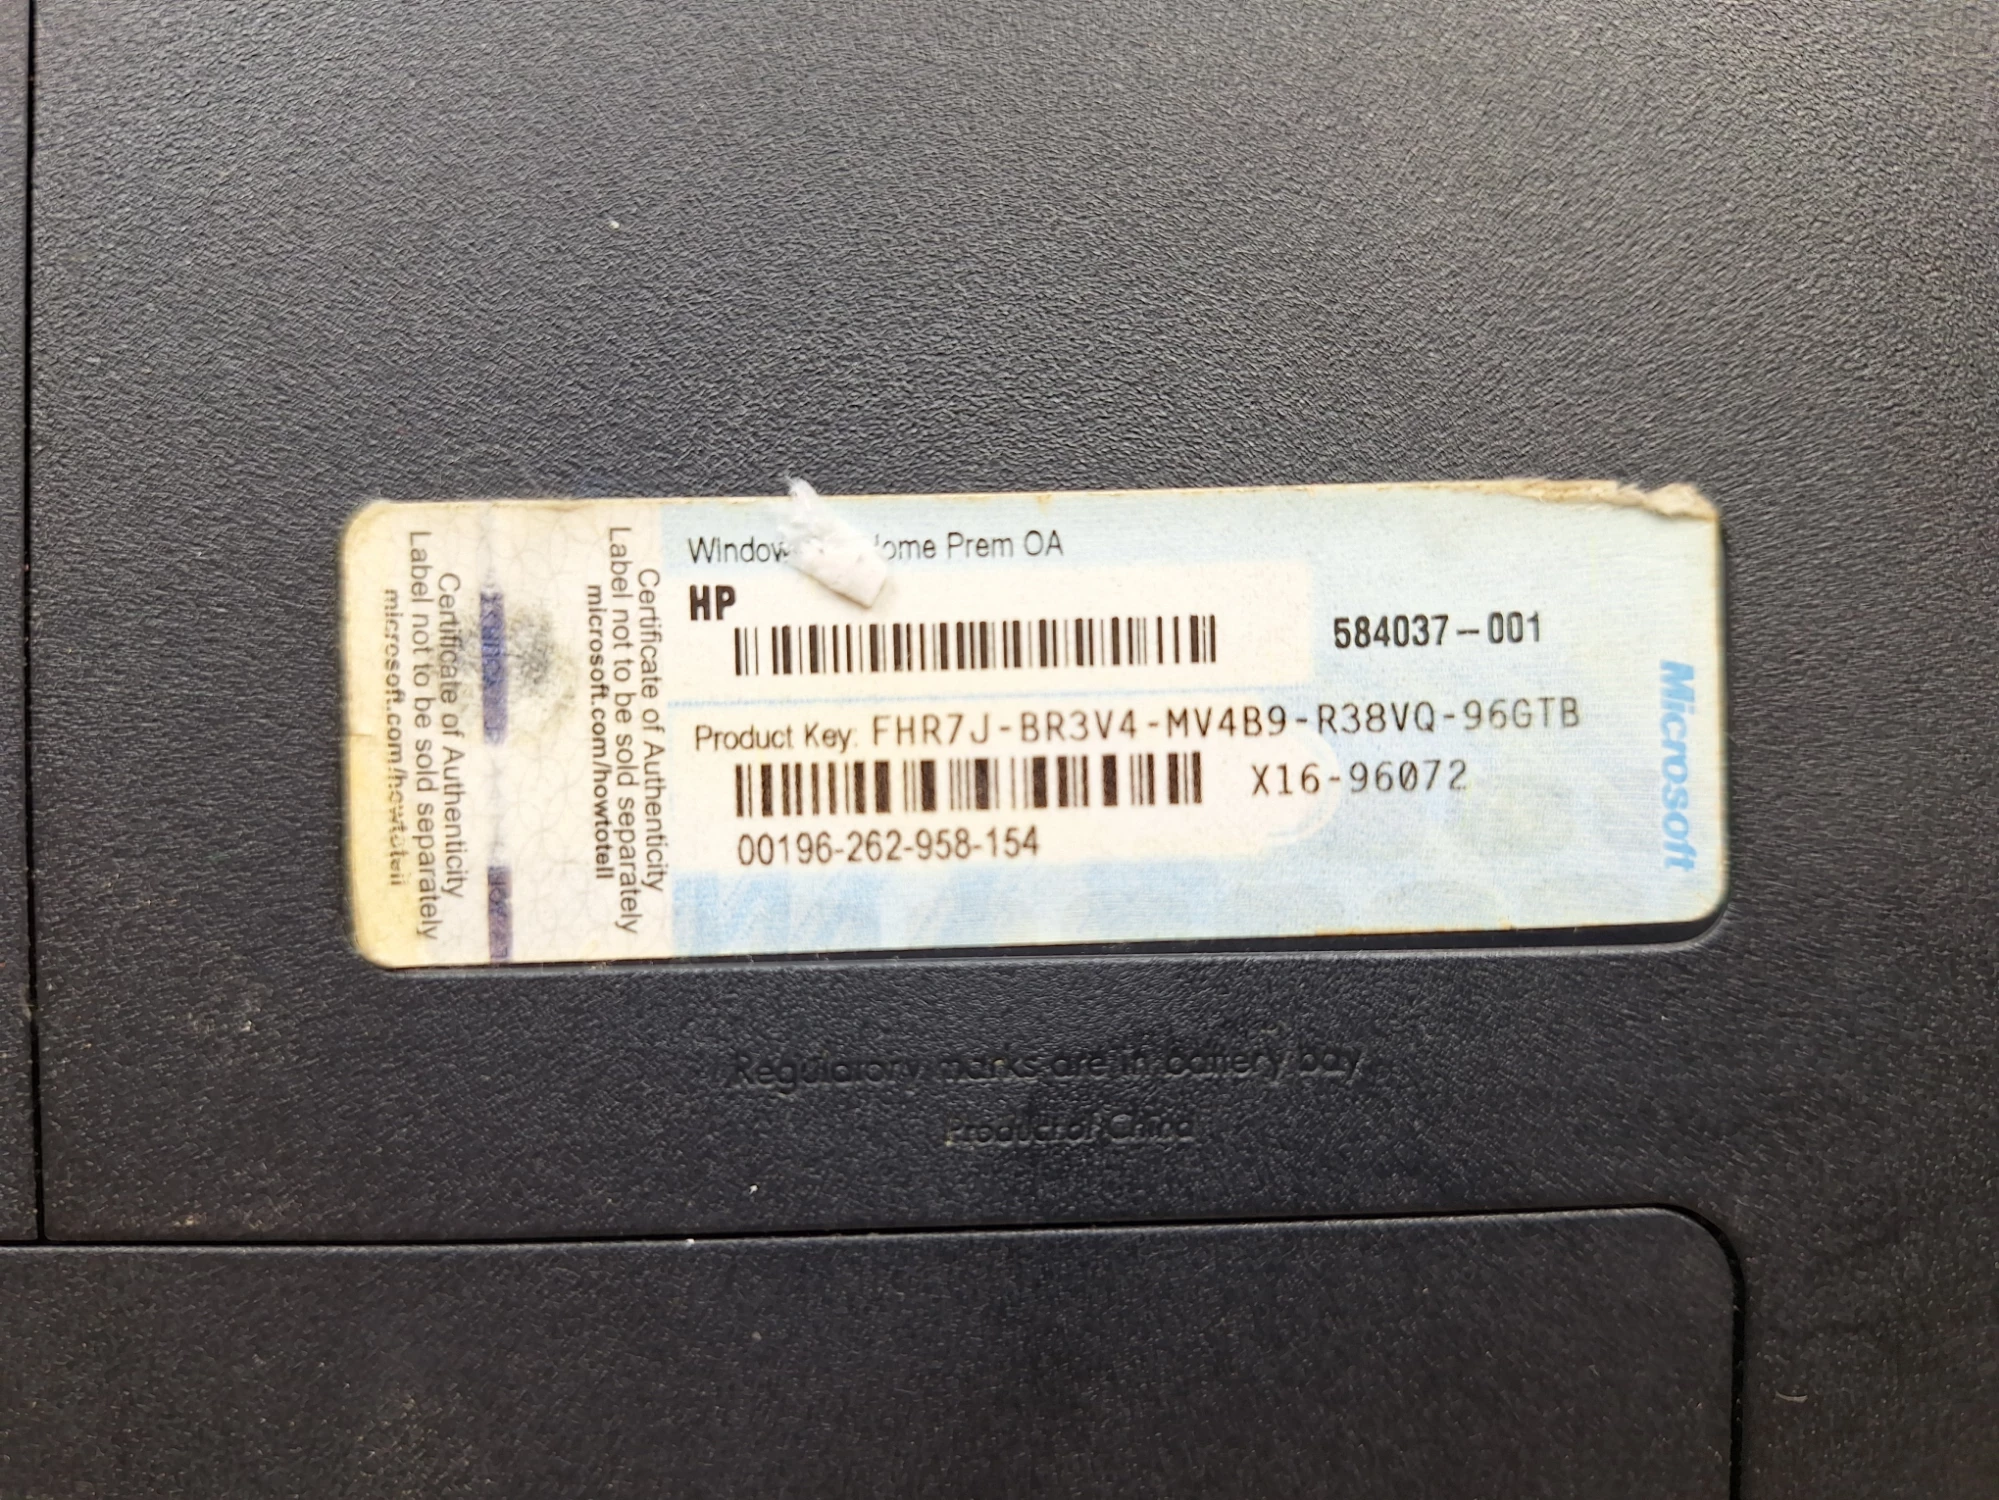 Certificate of Authenticity
Label not to be sold separately
microsoft.com/howtotell
Certificate of Authenticity
Label not to be sold separately
microsoft.com/howtotell
Prem OA
HP
584037-001
Product Key: FHR7J-BR3V4-MV4B9-R38VQ-96GTB
X16-96072
00196-262-958-154
Microsoft
Regulatory marks are in battery bay
Product of China